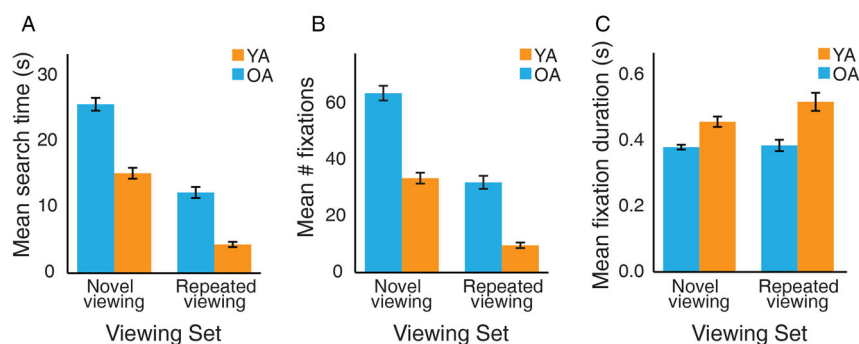 A
YA
OA
Mean search time (s)
30
20
10
0
Novel viewing
Repeated viewing
Viewing Set
B
YA
OA
Mean # fixations
60
40
20
0
Novel viewing
Repeated viewing
Viewing Set
C
YA
OA
Mean fixation duration (s)
0.6
0.4
0.2
0.0
Novel viewing
Repeated viewing
Viewing Set